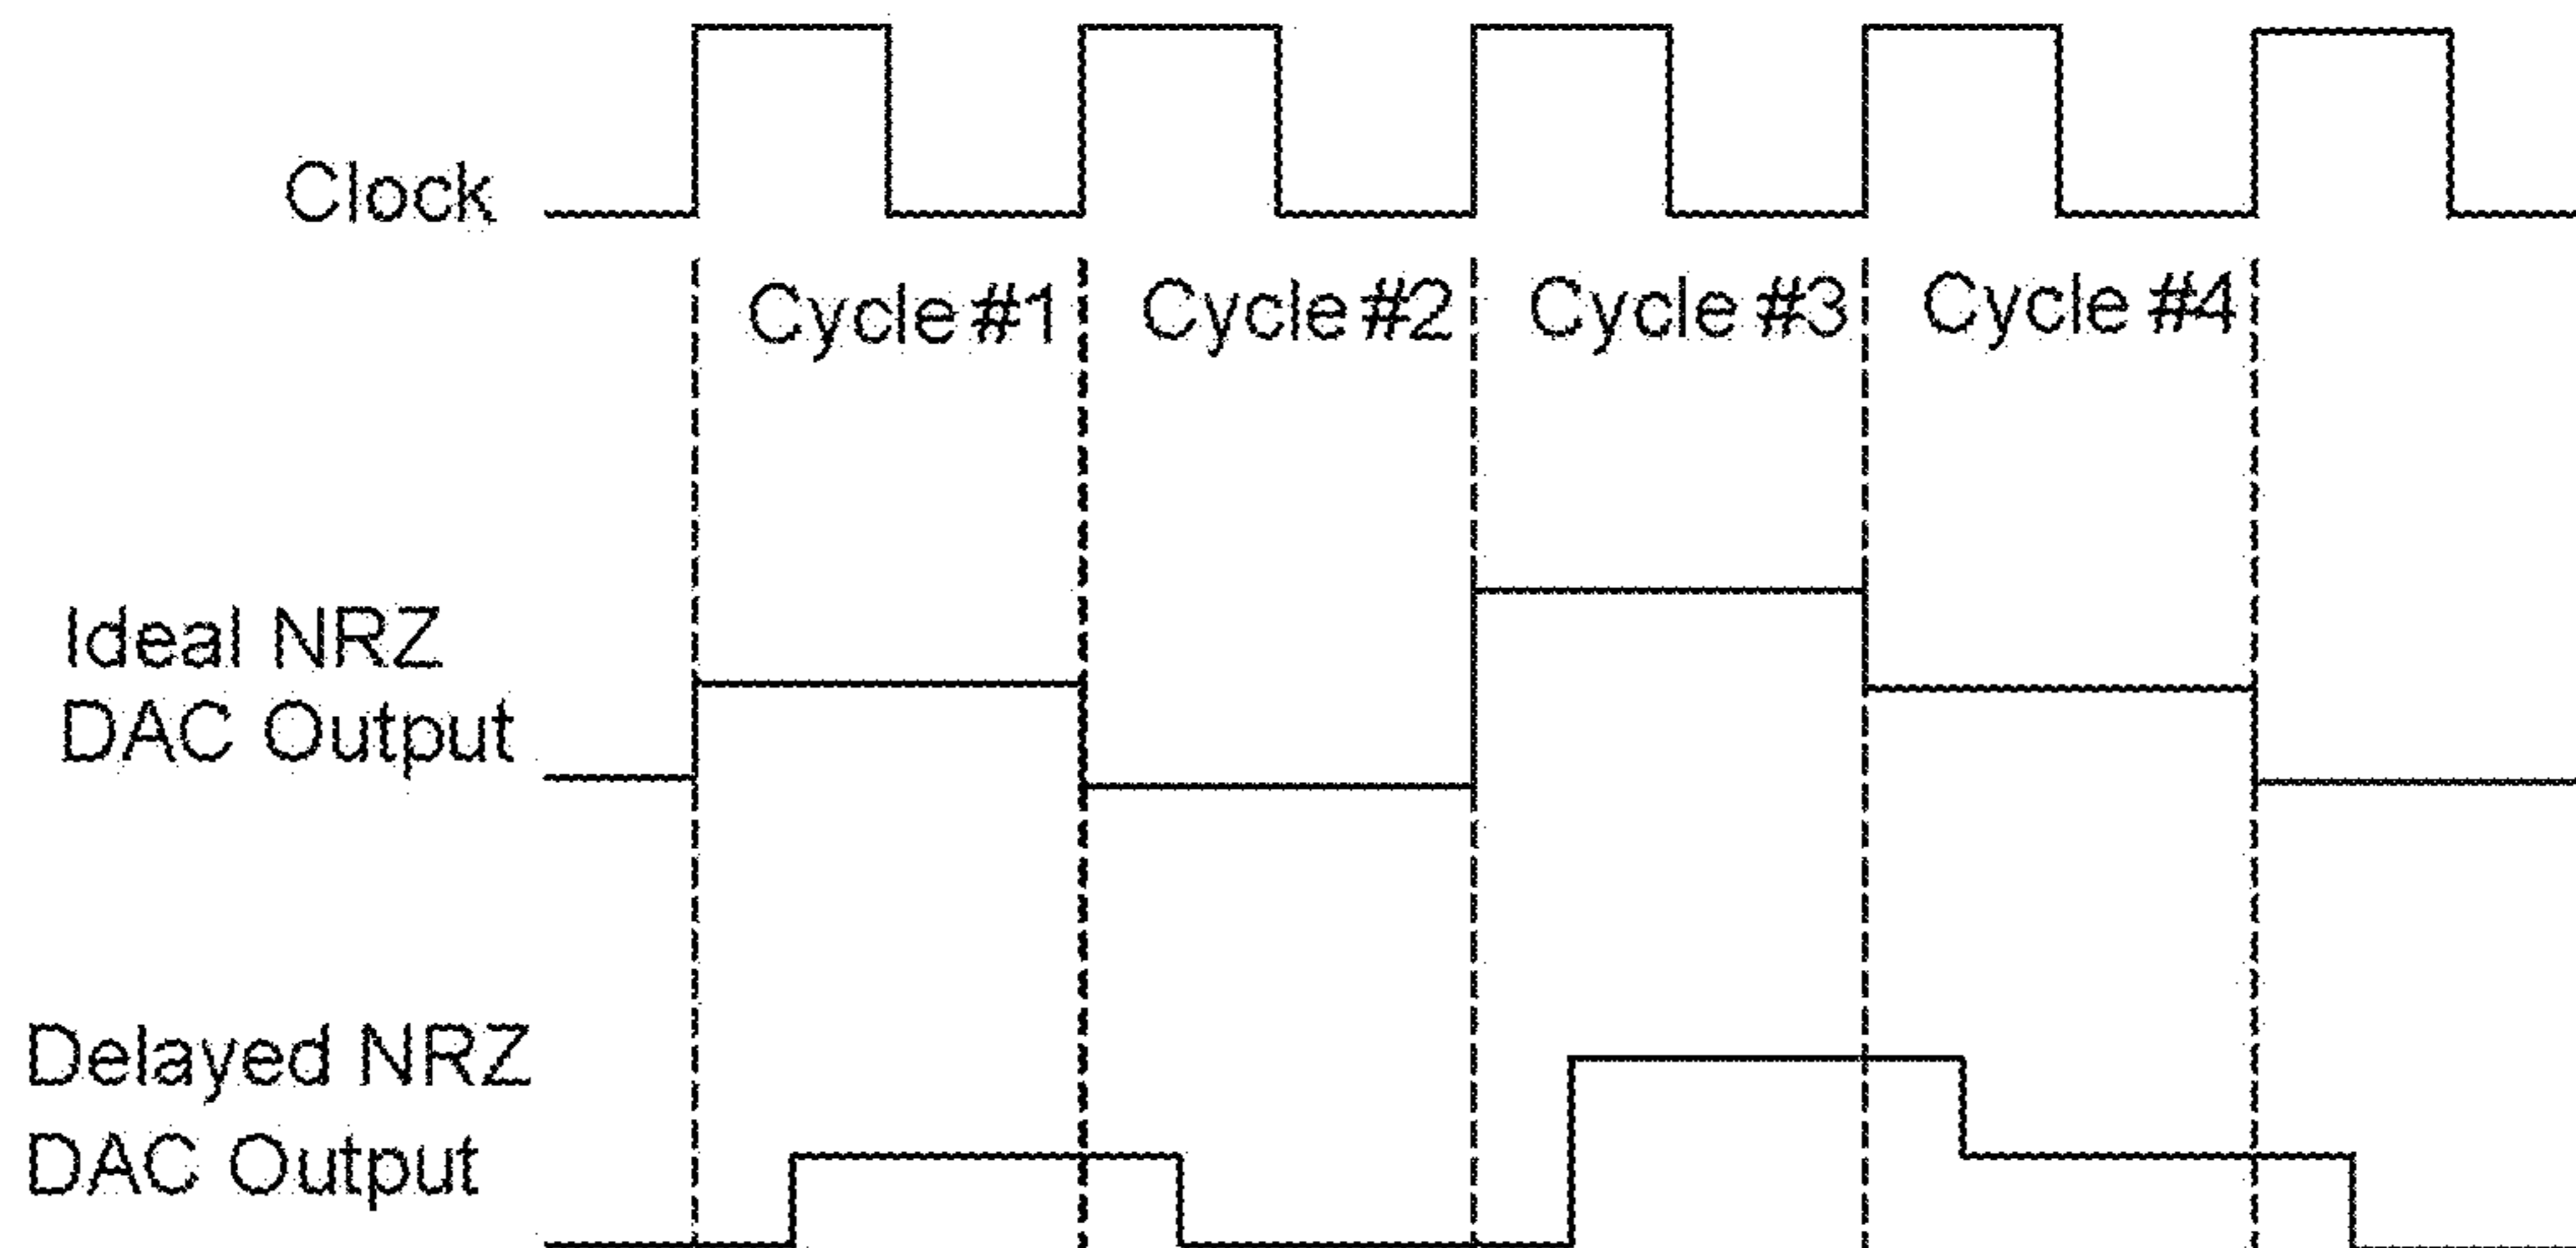 Clock
Cycle #1
Cycle #2
Cycle #3
Cycle #4
Ideal NRZ
DAC Output
Delayed NRZ
DAC Output